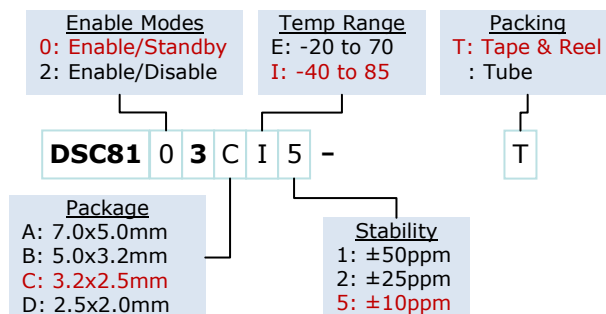 Enable Modes
0: Enable/Standby
2: Enable/Disable
Temp Range
E: -20 to 70
I: -40 to 85
Packing
T: Tape & Reel
: Tube
DSC81 0 3 C I 5 - T
Package
A: 7.0x5.0mm
B: 5.0x3.2mm
C: 3.2x2.5mm
D: 2.5x2.0mm
Stability
1: ±50ppm
2: ±25ppm
5: ±10ppm